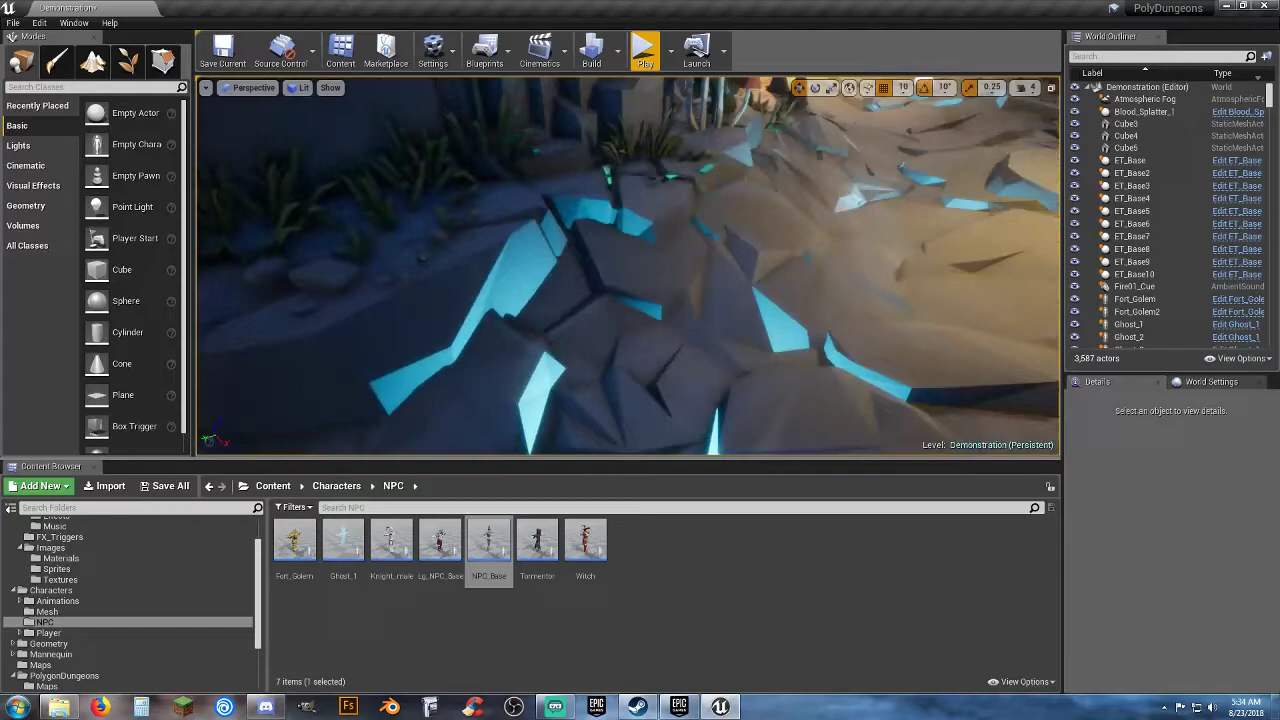 Demonstration*
PolyDungeons
File Edit Window Help
Modes
Search Classes
Recently Placed
Basic
Lights
Cinematic
Visual Effects
Geometry
Volumes
All Classes
Empty Actor
Empty Chara
Empty Pawn
Point Light
Player Start
Cube
Sphere
Cylinder
Cone
Plane
Box Trigger
Save Current Source Control Content Marketplace Settings Blueprints Cinematics Build Play Launch
Perspective Lit Show
10 10° 0.25 4
Level: Demonstration (Persistent)
World Outliner
Search...
Label Type
Demonstration (Editor) World
Atmospheric Fog AtmosphericFo
Blood_Splatter_1 Edit Blood_Sp
Cube3 StaticMeshAct
Cube4 StaticMeshAct
Cube5 StaticMeshAct
ET_Base Edit ET_Base
ET_Base2 Edit ET_Base
ET_Base3 Edit ET_Base
ET_Base4 Edit ET_Base
ET_Base5 Edit ET_Base
ET_Base6 Edit ET_Base
ET_Base7 Edit ET_Base
ET_Base8 Edit ET_Base
ET_Base9 Edit ET_Base
ET_Base10 Edit ET_Base
Fire01_Cue AmbientSound
Fort_Golem Edit Fort_Gole
Fort_Golem2 Edit Fort_Gole
Ghost_1 Edit Ghost_1
Ghost_2 Edit Ghost_1
3,587 actors View Options
Details World Settings
Select an object to view details.
Content Browser
Add New Import Save All Content Characters NPC
Search Folders
Filters Search NPC
Music
FX_Triggers
Images
Materials
Sprites
Textures
Characters
Animations
Mesh
NPC
Player
Geometry
Mannequin
Maps
PolygonDungeons
Maps
Fort_Golem Ghost_1 Knight_male Lg_NPC_Base NPC_Base Tormentor Witch
7 items (1 selected) View Options
5:34 AM
8/23/2018